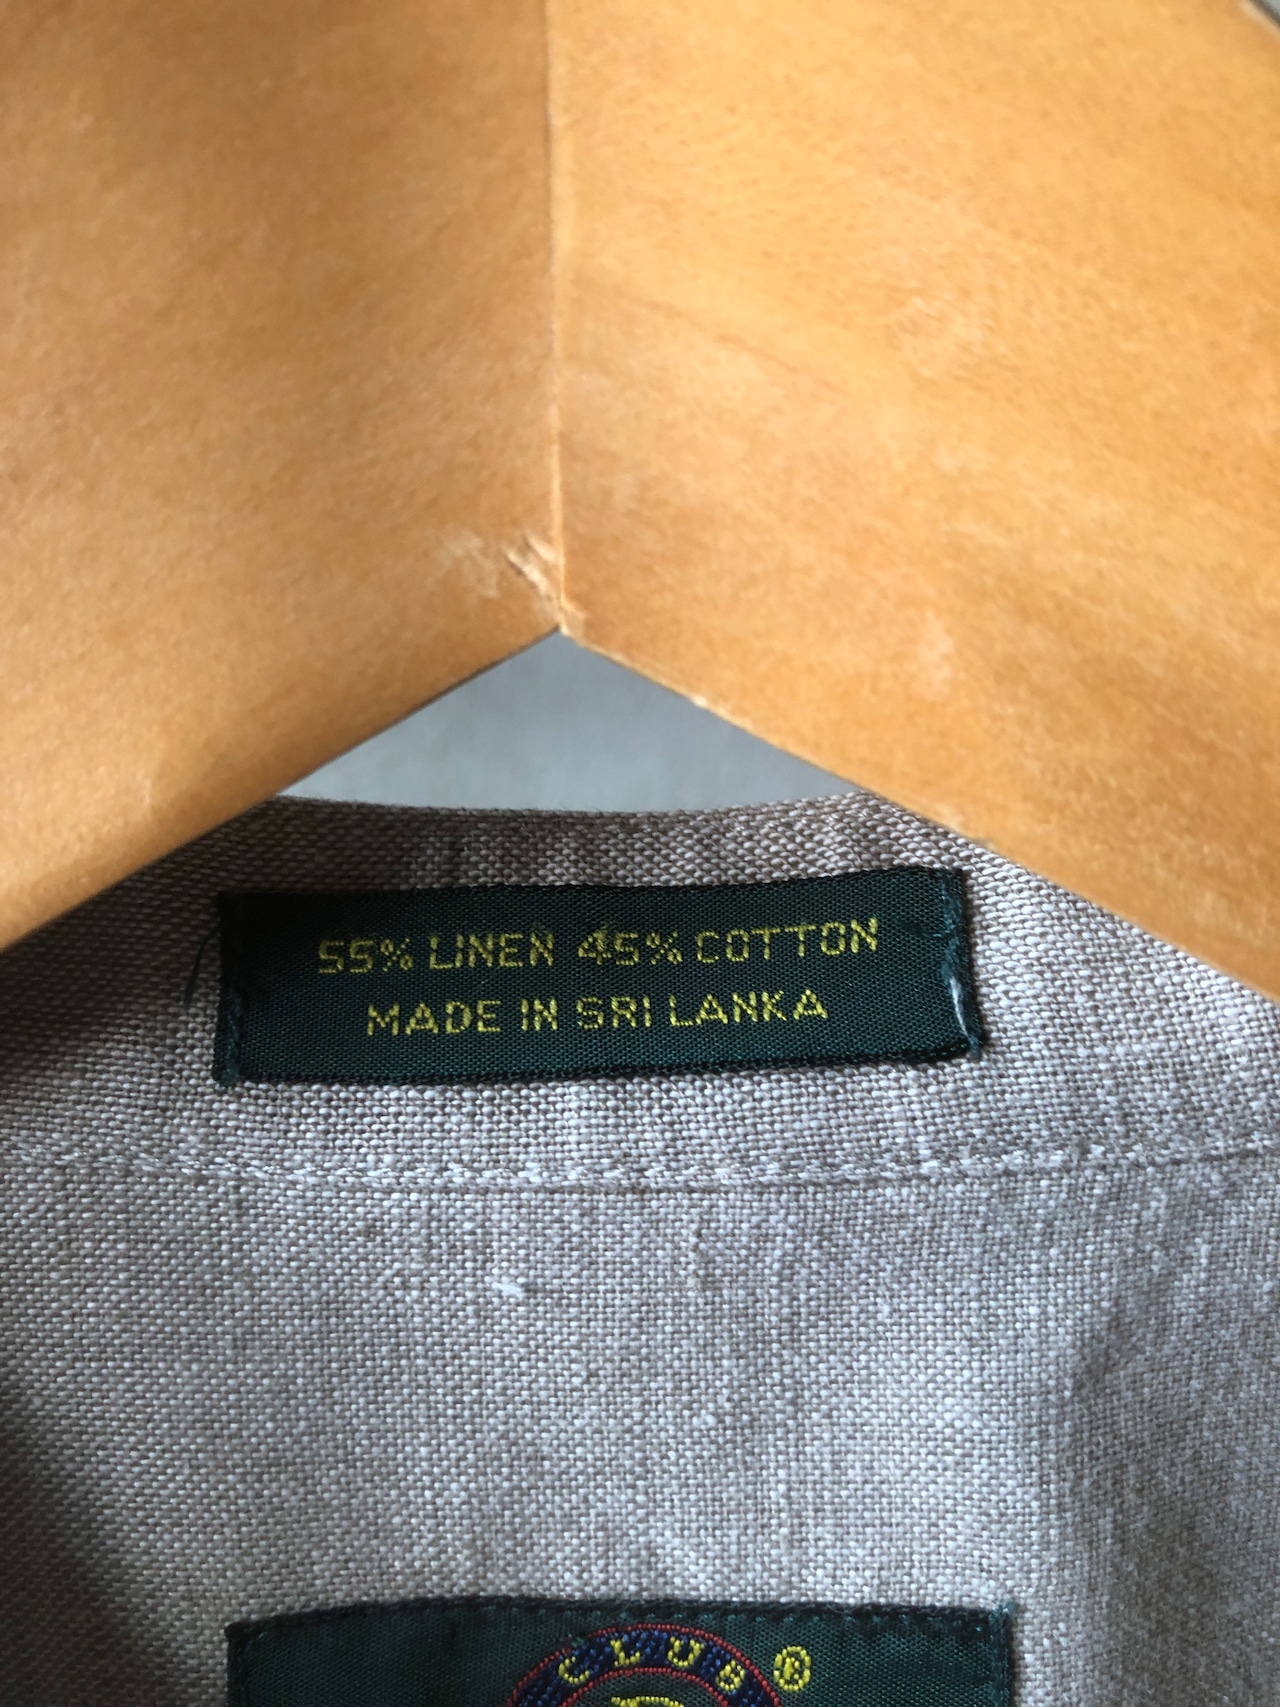 55% LINEN 45% COTTON
MADE IN SRI LANKA
CLUB ®